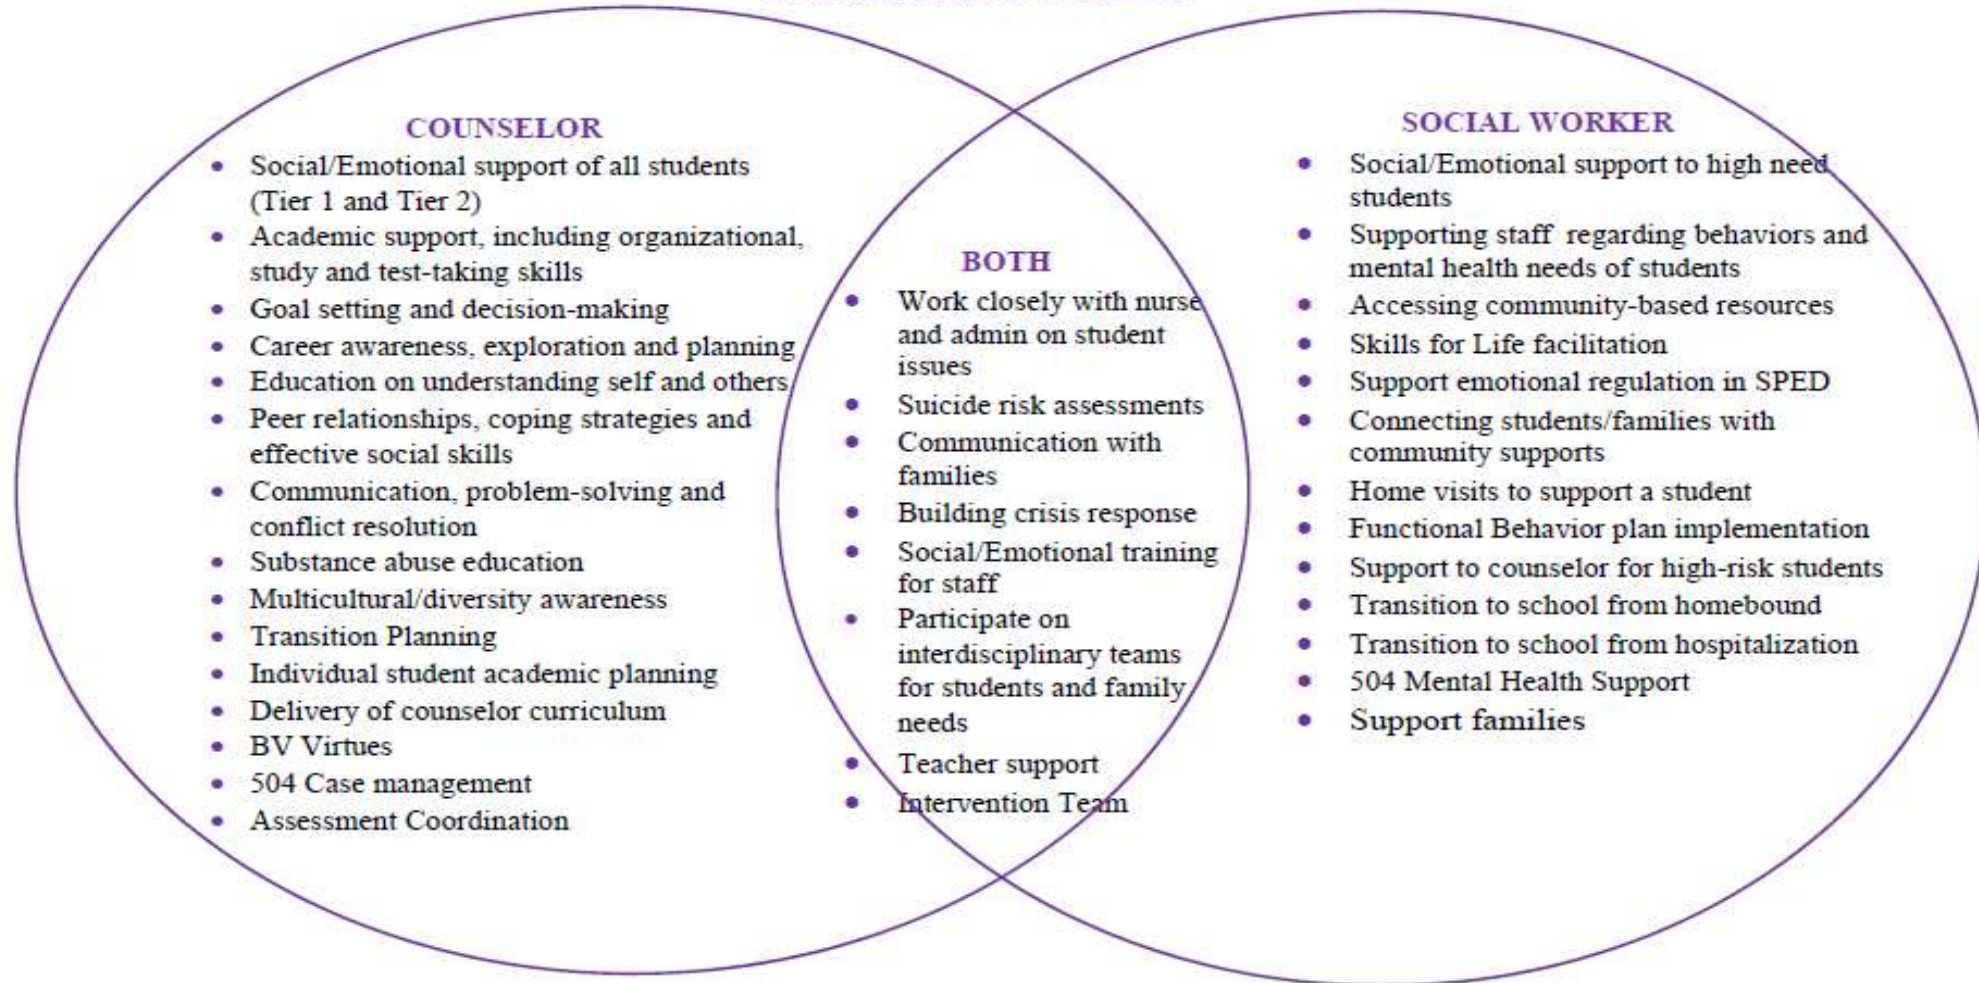 COUNSELOR
• Social/Emotional support of all students
(Tier 1 and Tier 2)
• Academic support, including organizational,
study and test-taking skills
• Goal setting and decision-making
• Career awareness, exploration and planning
• Education on understanding self and others
• Peer relationships, coping strategies and
effective social skills
• Communication, problem-solving and
conflict resolution
• Substance abuse education
• Multicultural/diversity awareness
• Transition Planning
• Individual student academic planning
• Delivery of counselor curriculum
• BV Virtues
• 504 Case management
• Assessment Coordination
BOTH
• Work closely with nurse
and admin on student
issues
• Suicide risk assessments
• Communication with
families
• Building crisis response
• Social/Emotional training
for staff
• Participate on
interdisciplinary teams
for students and family
needs
• Teacher support
• Intervention Team
SOCIAL WORKER
• Social/Emotional support to high need
students
• Supporting staff regarding behaviors and
mental health needs of students
• Accessing community-based resources
• Skills for Life facilitation
• Support emotional regulation in SPED
• Connecting students/families with
community supports
• Home visits to support a student
• Functional Behavior plan implementation
• Support to counselor for high-risk students
• Transition to school from homebound
• Transition to school from hospitalization
• 504 Mental Health Support
• Support families